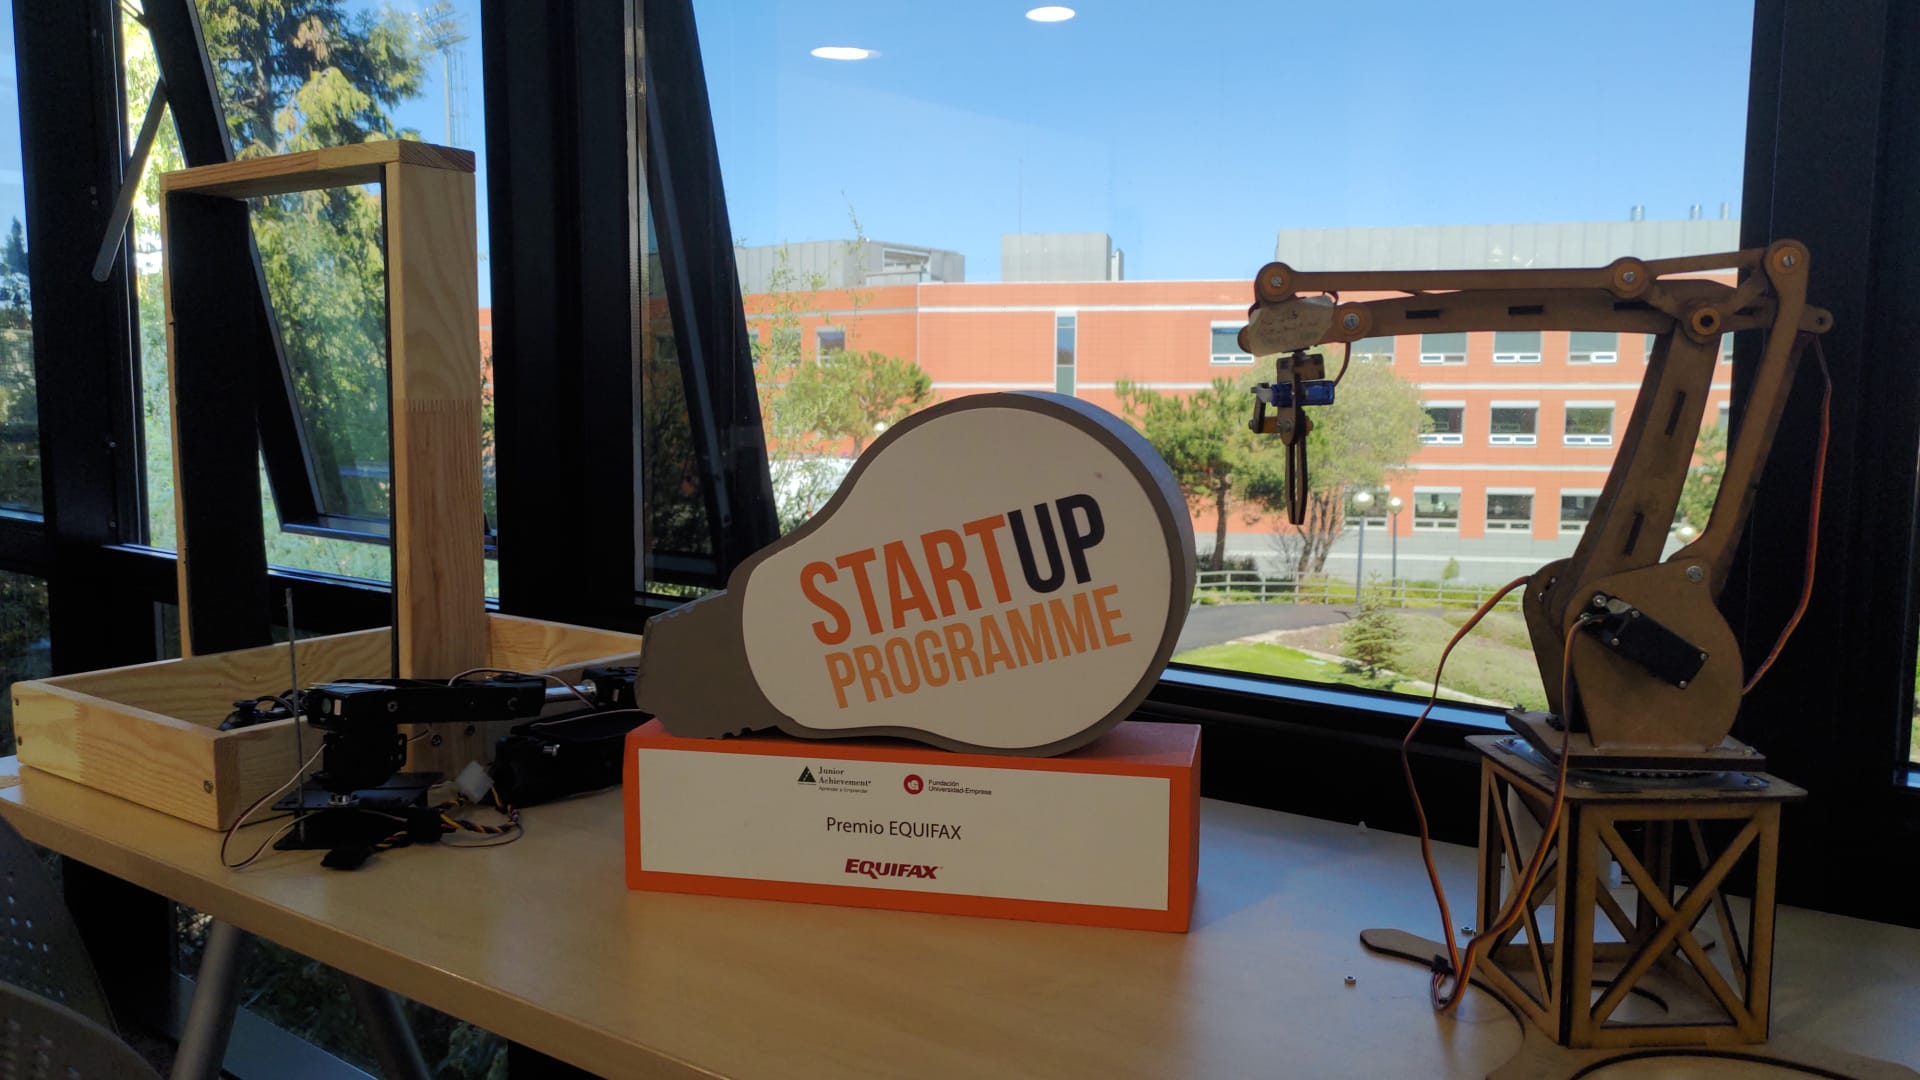 STARTUP
PROGRAMME
Junior
Achievement
Aprender a Emprender
Fundación
Universidad-Empresa
Premio EQUIFAX
EQUIFAX